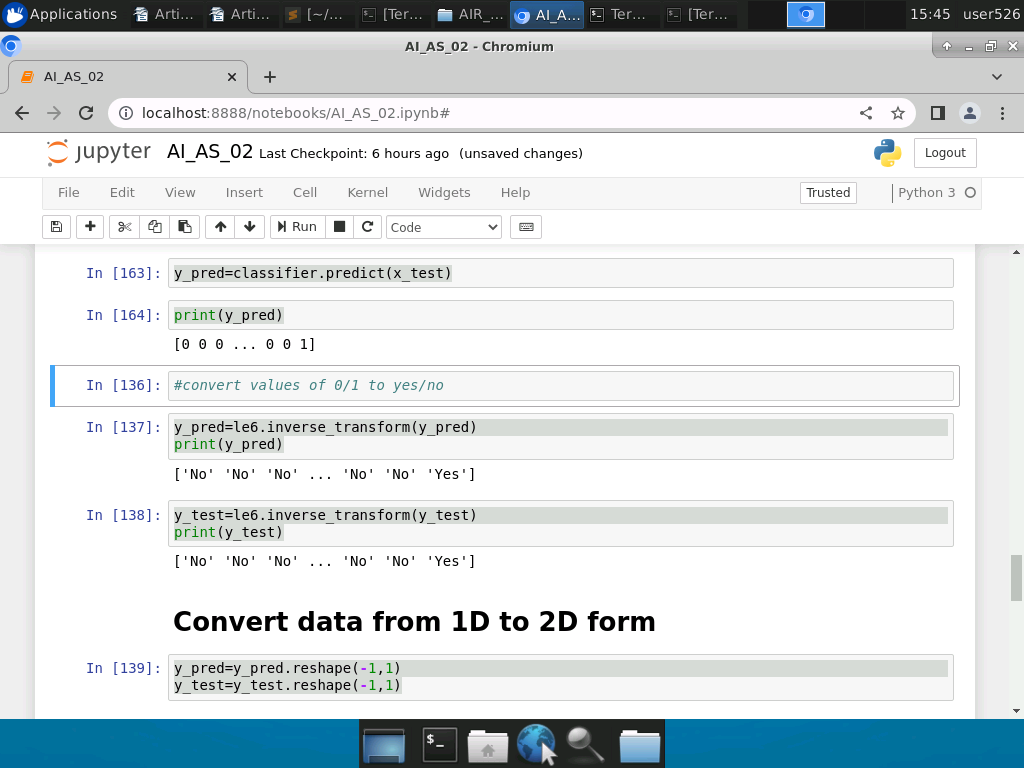 Applications Arti... Arti... [~/... [Ter... AIR_... AI_A... Ter... [Ter... 15:45 user526
AI_AS_02 - Chromium
AI_AS_02
localhost:8888/notebooks/AI_AS_02.ipynb#
jupyter AI_AS_02 Last Checkpoint: 6 hours ago (unsaved changes) Logout
File Edit View Insert Cell Kernel Widgets Help Trusted Python 3
Run Code
In [163]: y_pred=classifier.predict(x_test)
In [164]: print(y_pred)
[0 0 0 ... 0 0 1]
In [136]: #convert values of 0/1 to yes/no
In [137]: y_pred=le6.inverse_transform(y_pred)
print(y_pred)
['No' 'No' 'No' ... 'No' 'No' 'Yes']
In [138]: y_test=le6.inverse_transform(y_test)
print(y_test)
['No' 'No' 'No' ... 'No' 'No' 'Yes']
Convert data from 1D to 2D form
In [139]: y_pred=y_pred.reshape(-1,1)
y_test=y_test.reshape(-1,1)
$_